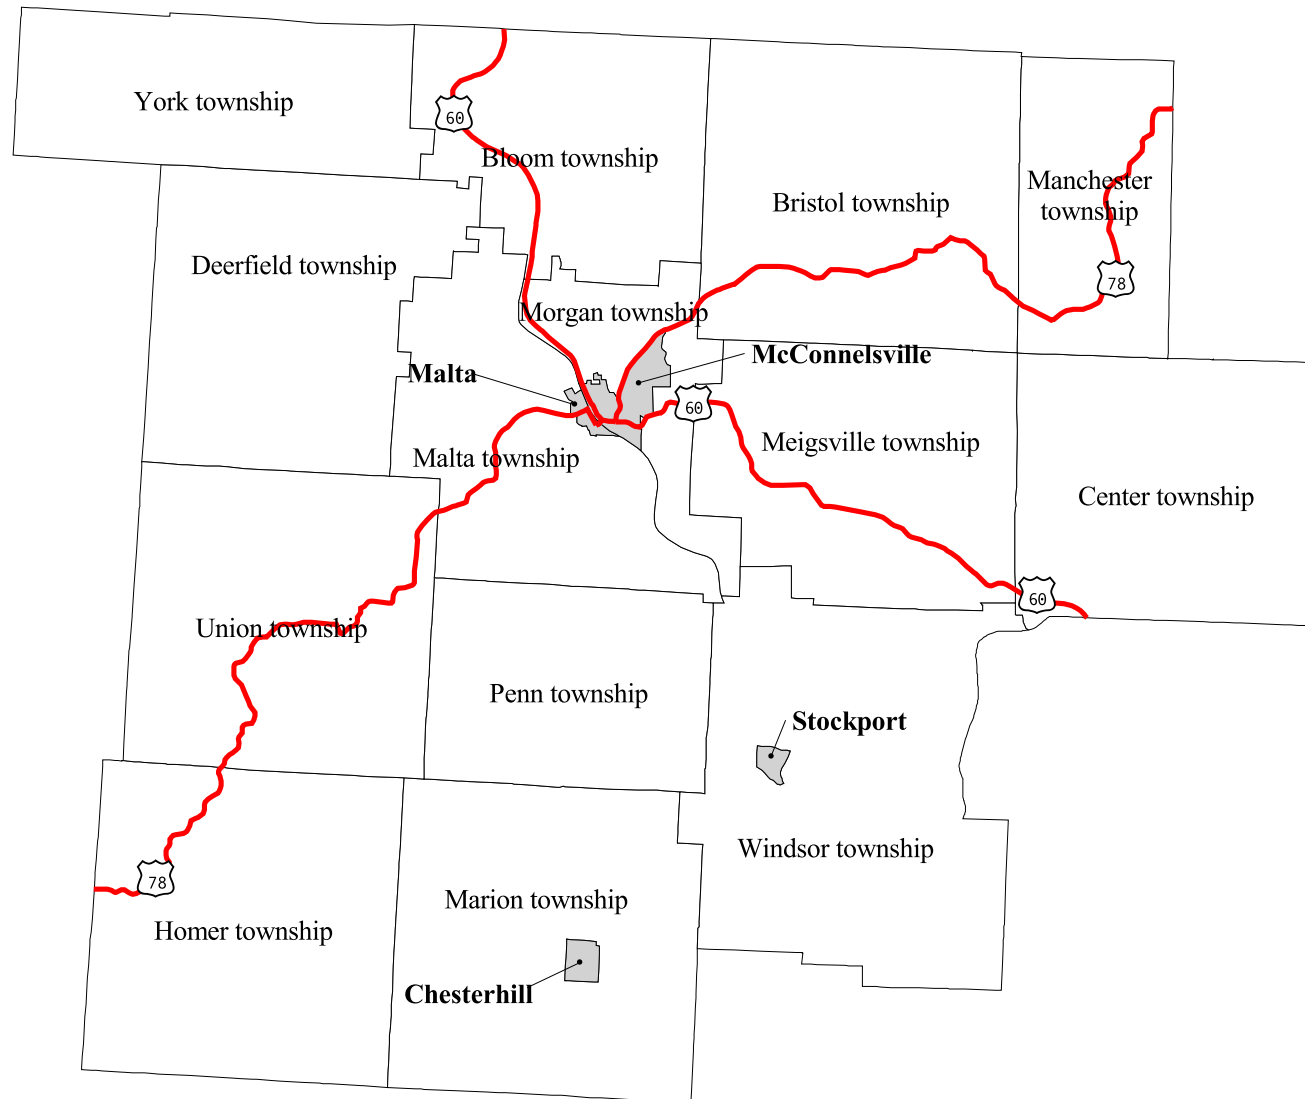 York township
60
Bloom township
Manchester
township
Bristol township
Deerfield township
78
Morgan township
McConnelsville
Malta
60
Meigsville township
Malta township
Center township
60
Union township
Penn township
Stockport
Windsor township
78
Marion township
Homer township
Chesterhill